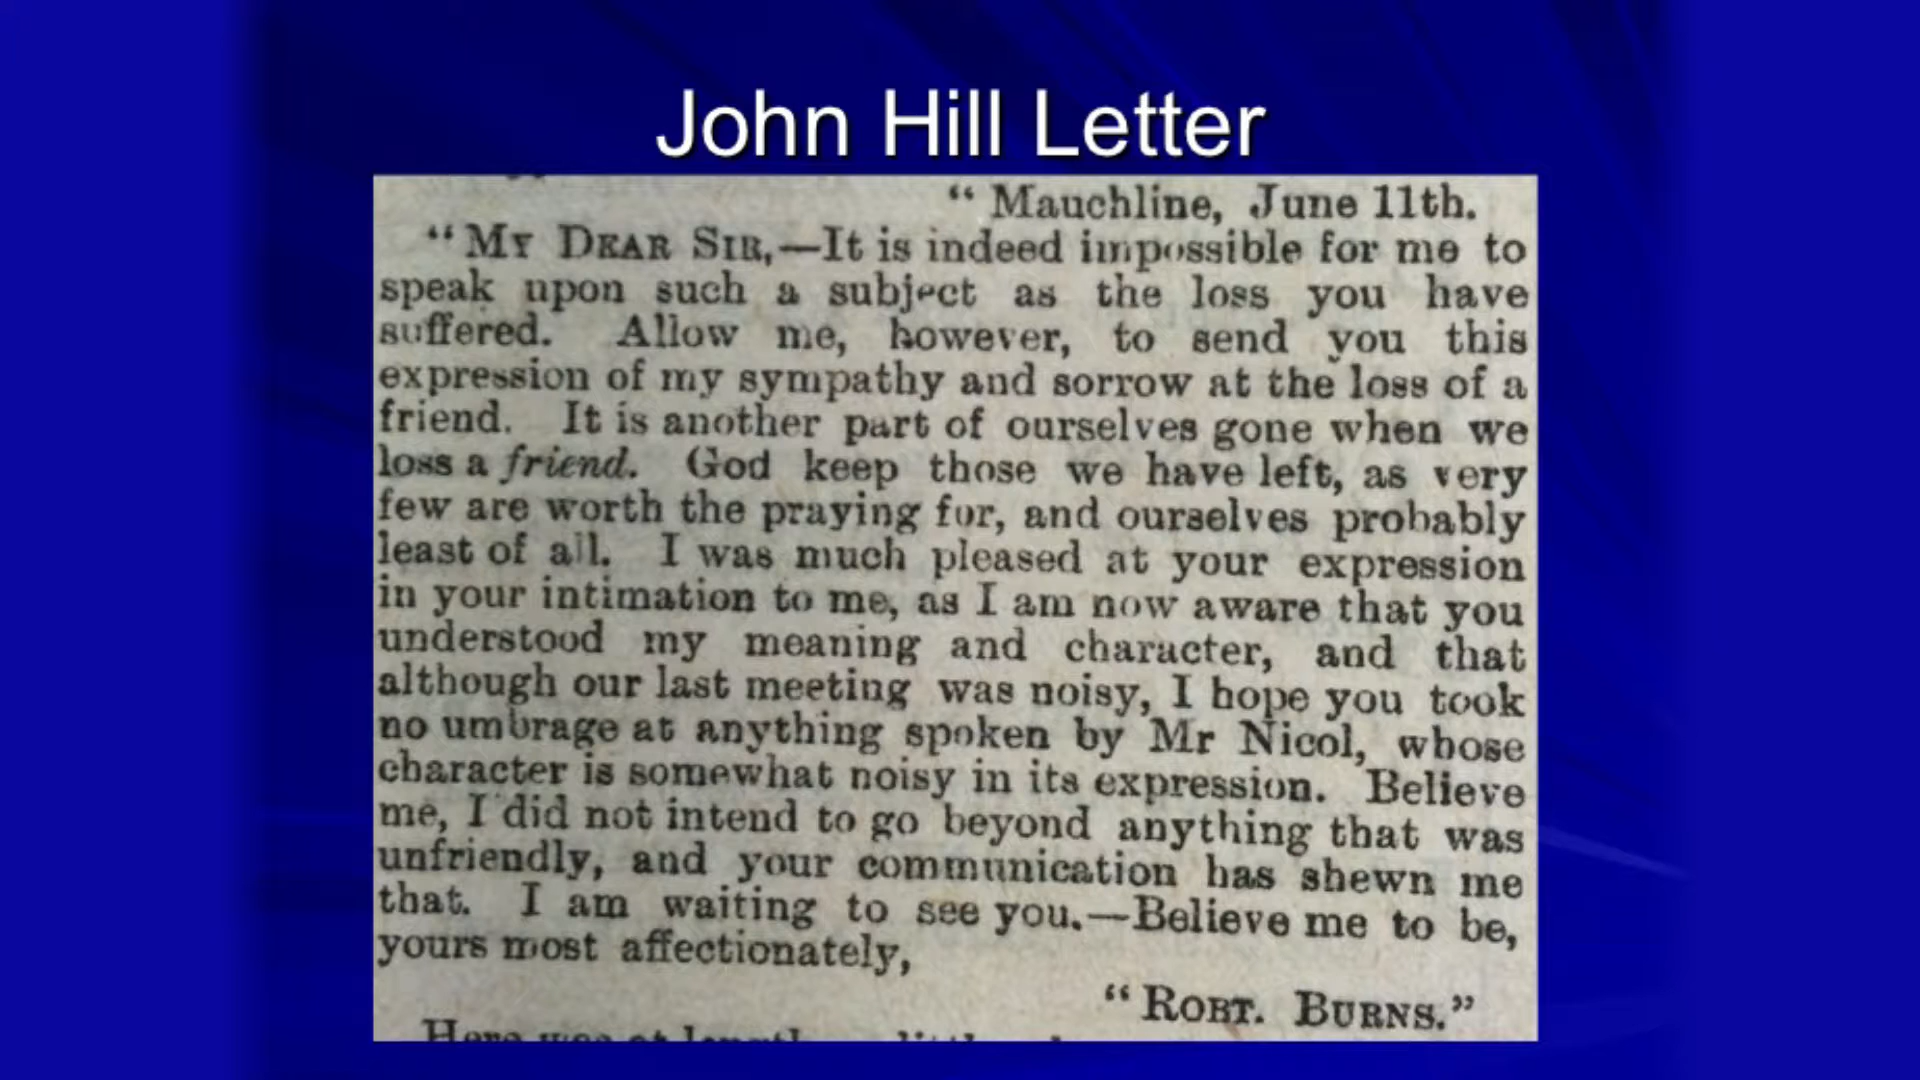 John Hill Letter
“ Mauchline, June 11th.
“ MY DEAR SIR,—It is indeed impossible for me to
speak upon such a subject as the loss you have
suffered. Allow me, however, to send you this
expression of my sympathy and sorrow at the loss of a
friend. It is another part of ourselves gone when we
loss a friend. God keep those we have left, as very
few are worth the praying for, and ourselves probably
least of all. I was much pleased at your expression
in your intimation to me, as I am now aware that you
understood my meaning and character, and that
although our last meeting was noisy, I hope you took
no umbrage at anything spoken by Mr Nicol, whose
character is somewhat noisy in its expression. Believe
me, I did not intend to go beyond anything that was
unfriendly, and your communication has shewn me
that. I am waiting to see you.—Believe me to be,
yours most affectionately,
“ ROBT. BURNS.”
Here was at length